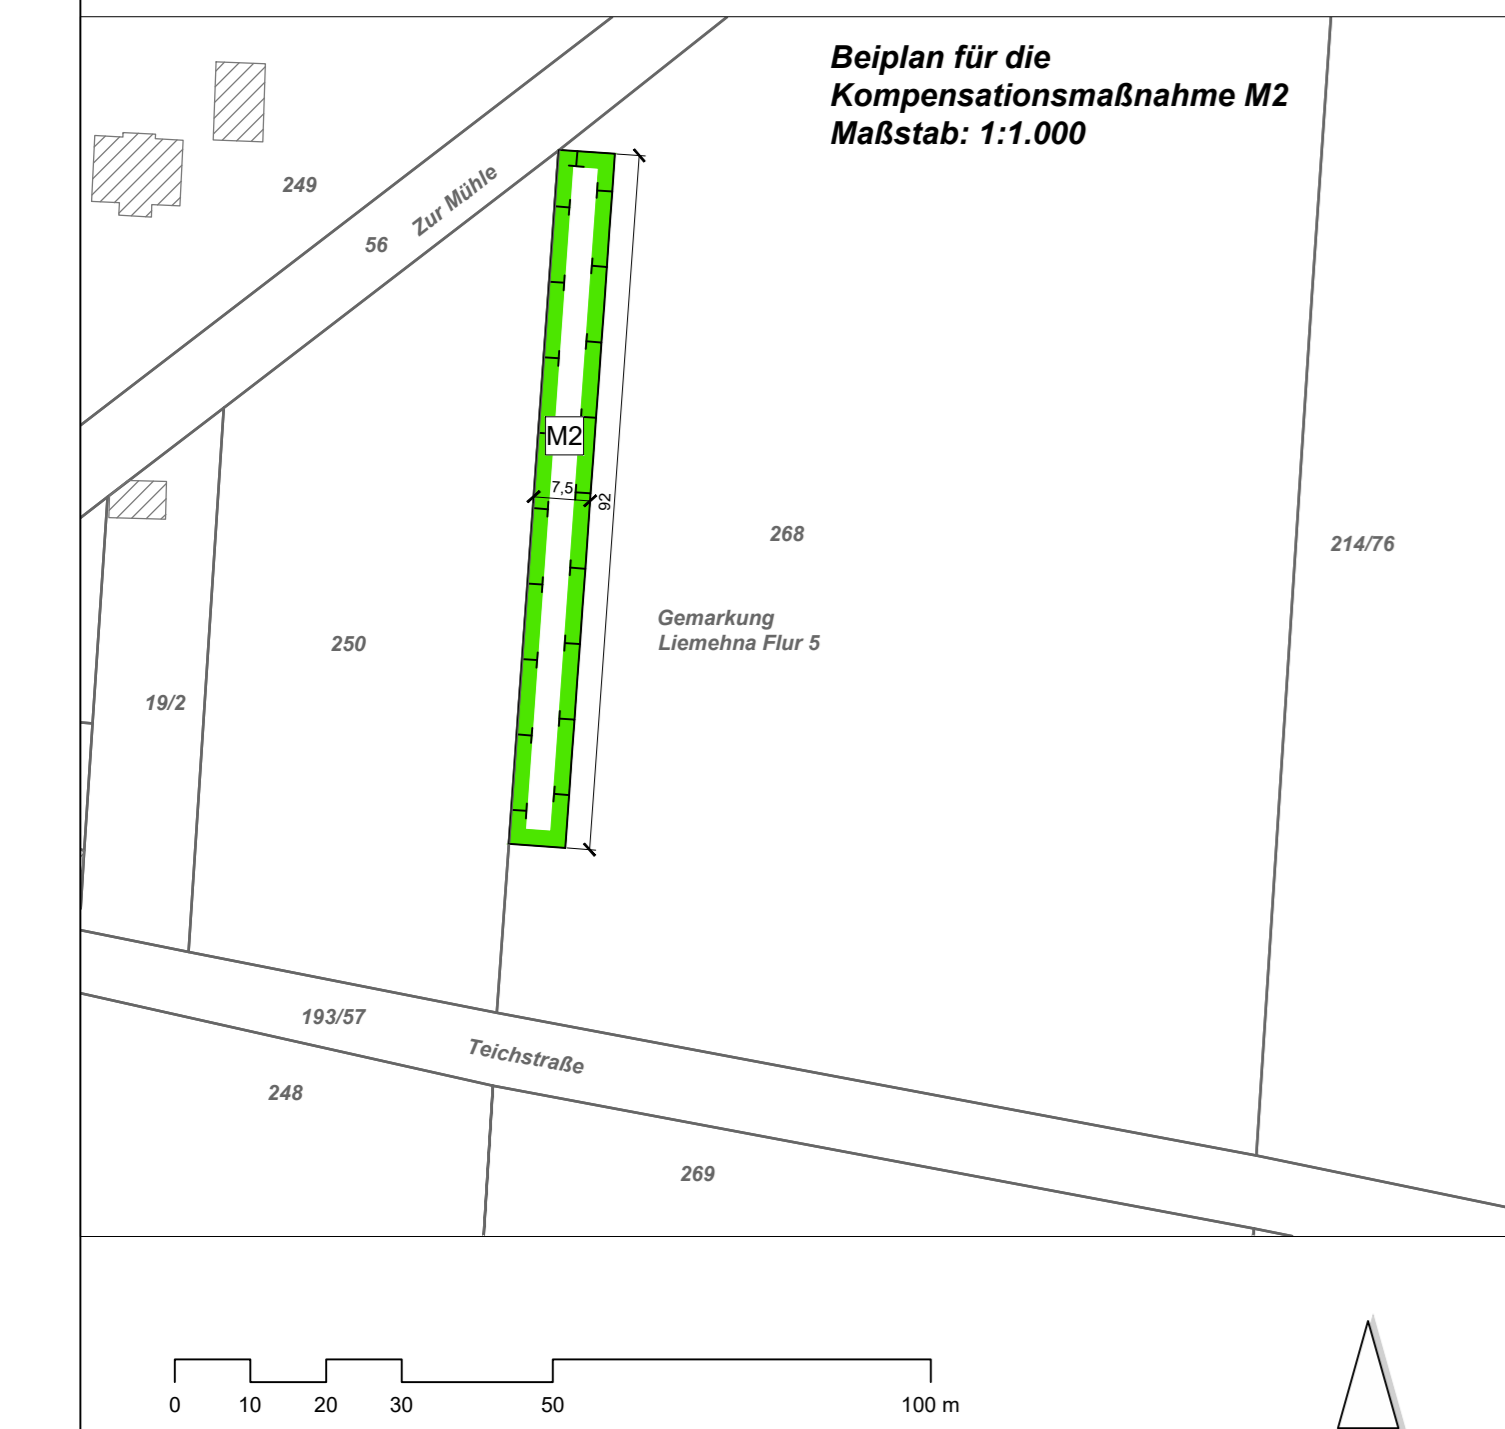 Beiplan für die
Kompensationsmaßnahme M2
Maßstab: 1:1.000
249
56
Zur Mühle
M2
7,5
92
268
214/76
Gemarkung
Liemehna Flur 5
250
19/2
193/57
Teichstraße
248
269
0 10 20 30 50 100 m